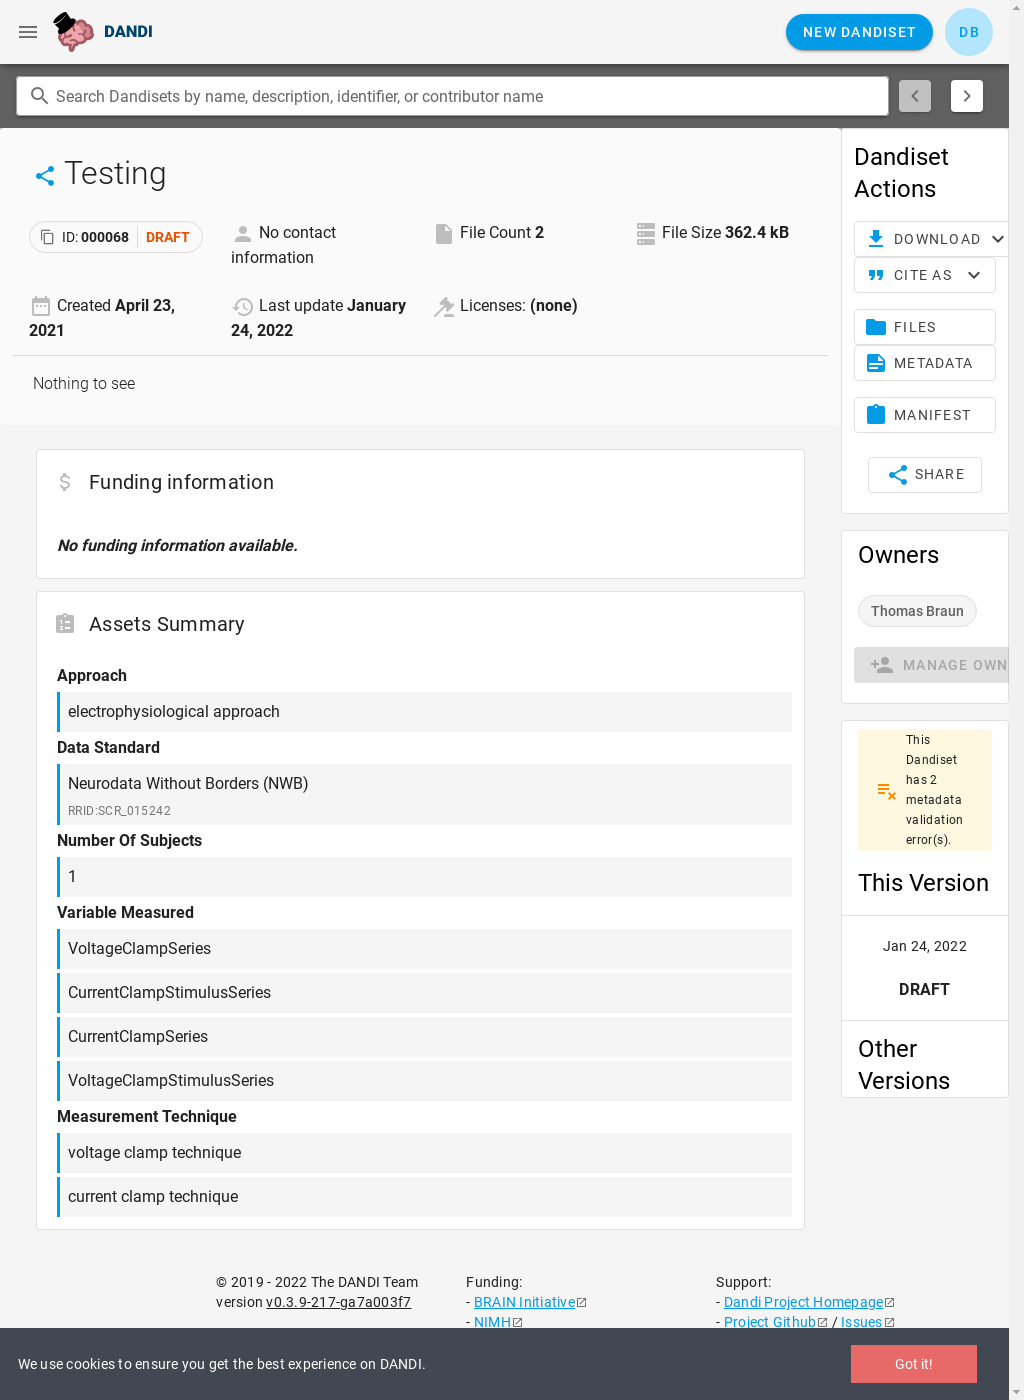 DANDI
NEW DANDISET
DB
Search Dandisets by name, description, identifier, or contributor name
Testing
ID: 000068 DRAFT
No contact
information
File Count 2
File Size 362.4 kB
Created April 23,
2021
Last update January
24, 2022
Licenses: (none)
Nothing to see
Funding information
No funding information available.
Assets Summary
Approach
electrophysiological approach
Data Standard
Neurodata Without Borders (NWB)
RRID:SCR_015242
Number Of Subjects
1
Variable Measured
VoltageClampSeries
CurrentClampStimulusSeries
CurrentClampSeries
VoltageClampStimulusSeries
Measurement Technique
voltage clamp technique
current clamp technique
Dandiset
Actions
DOWNLOAD
CITE AS
FILES
METADATA
MANIFEST
SHARE
Owners
Thomas Braun
MANAGE OWN
This
Dandiset
has 2
metadata
validation
error(s).
This Version
Jan 24, 2022
DRAFT
Other
Versions
© 2019 - 2022 The DANDI Team
version v0.3.9-217-ga7a003f7
Funding:
- BRAIN Initiative
- NIMH
Support:
- Dandi Project Homepage
- Project Github / Issues
We use cookies to ensure you get the best experience on DANDI.
Got it!